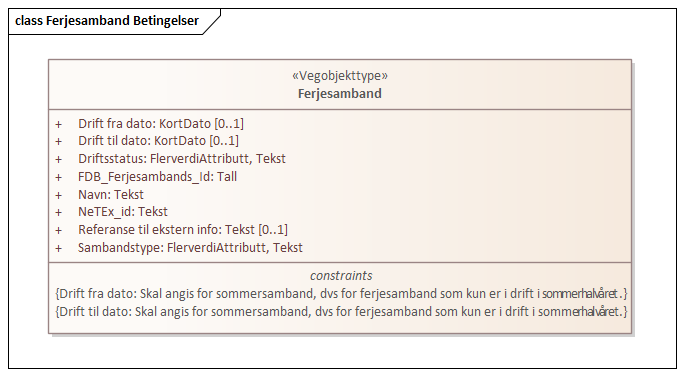 class Ferjesamband Betingelser
«Vegobjekttype»
Ferjesamband
+ Drift fra dato: KortDato [0..1]
+ Drift til dato: KortDato [0..1]
+ Driftsstatus: FlerverdiAttributt, Tekst
+ FDB_Ferjesambands_Id: Tall
+ Navn: Tekst
+ NeTEx_id: Tekst
+ Referanse til ekstern info: Tekst [0..1]
+ Sambandstype: FlerverdiAttributt, Tekst
constraints
{Drift fra dato: Skal angis for sommersamband, dvs for ferjesamband som kun er i drift i sommerhalvåret.}
{Drift til dato: Skal angis for sommersamband, dvs for ferjesamband som kun er i drift i sommerhalvåret.}